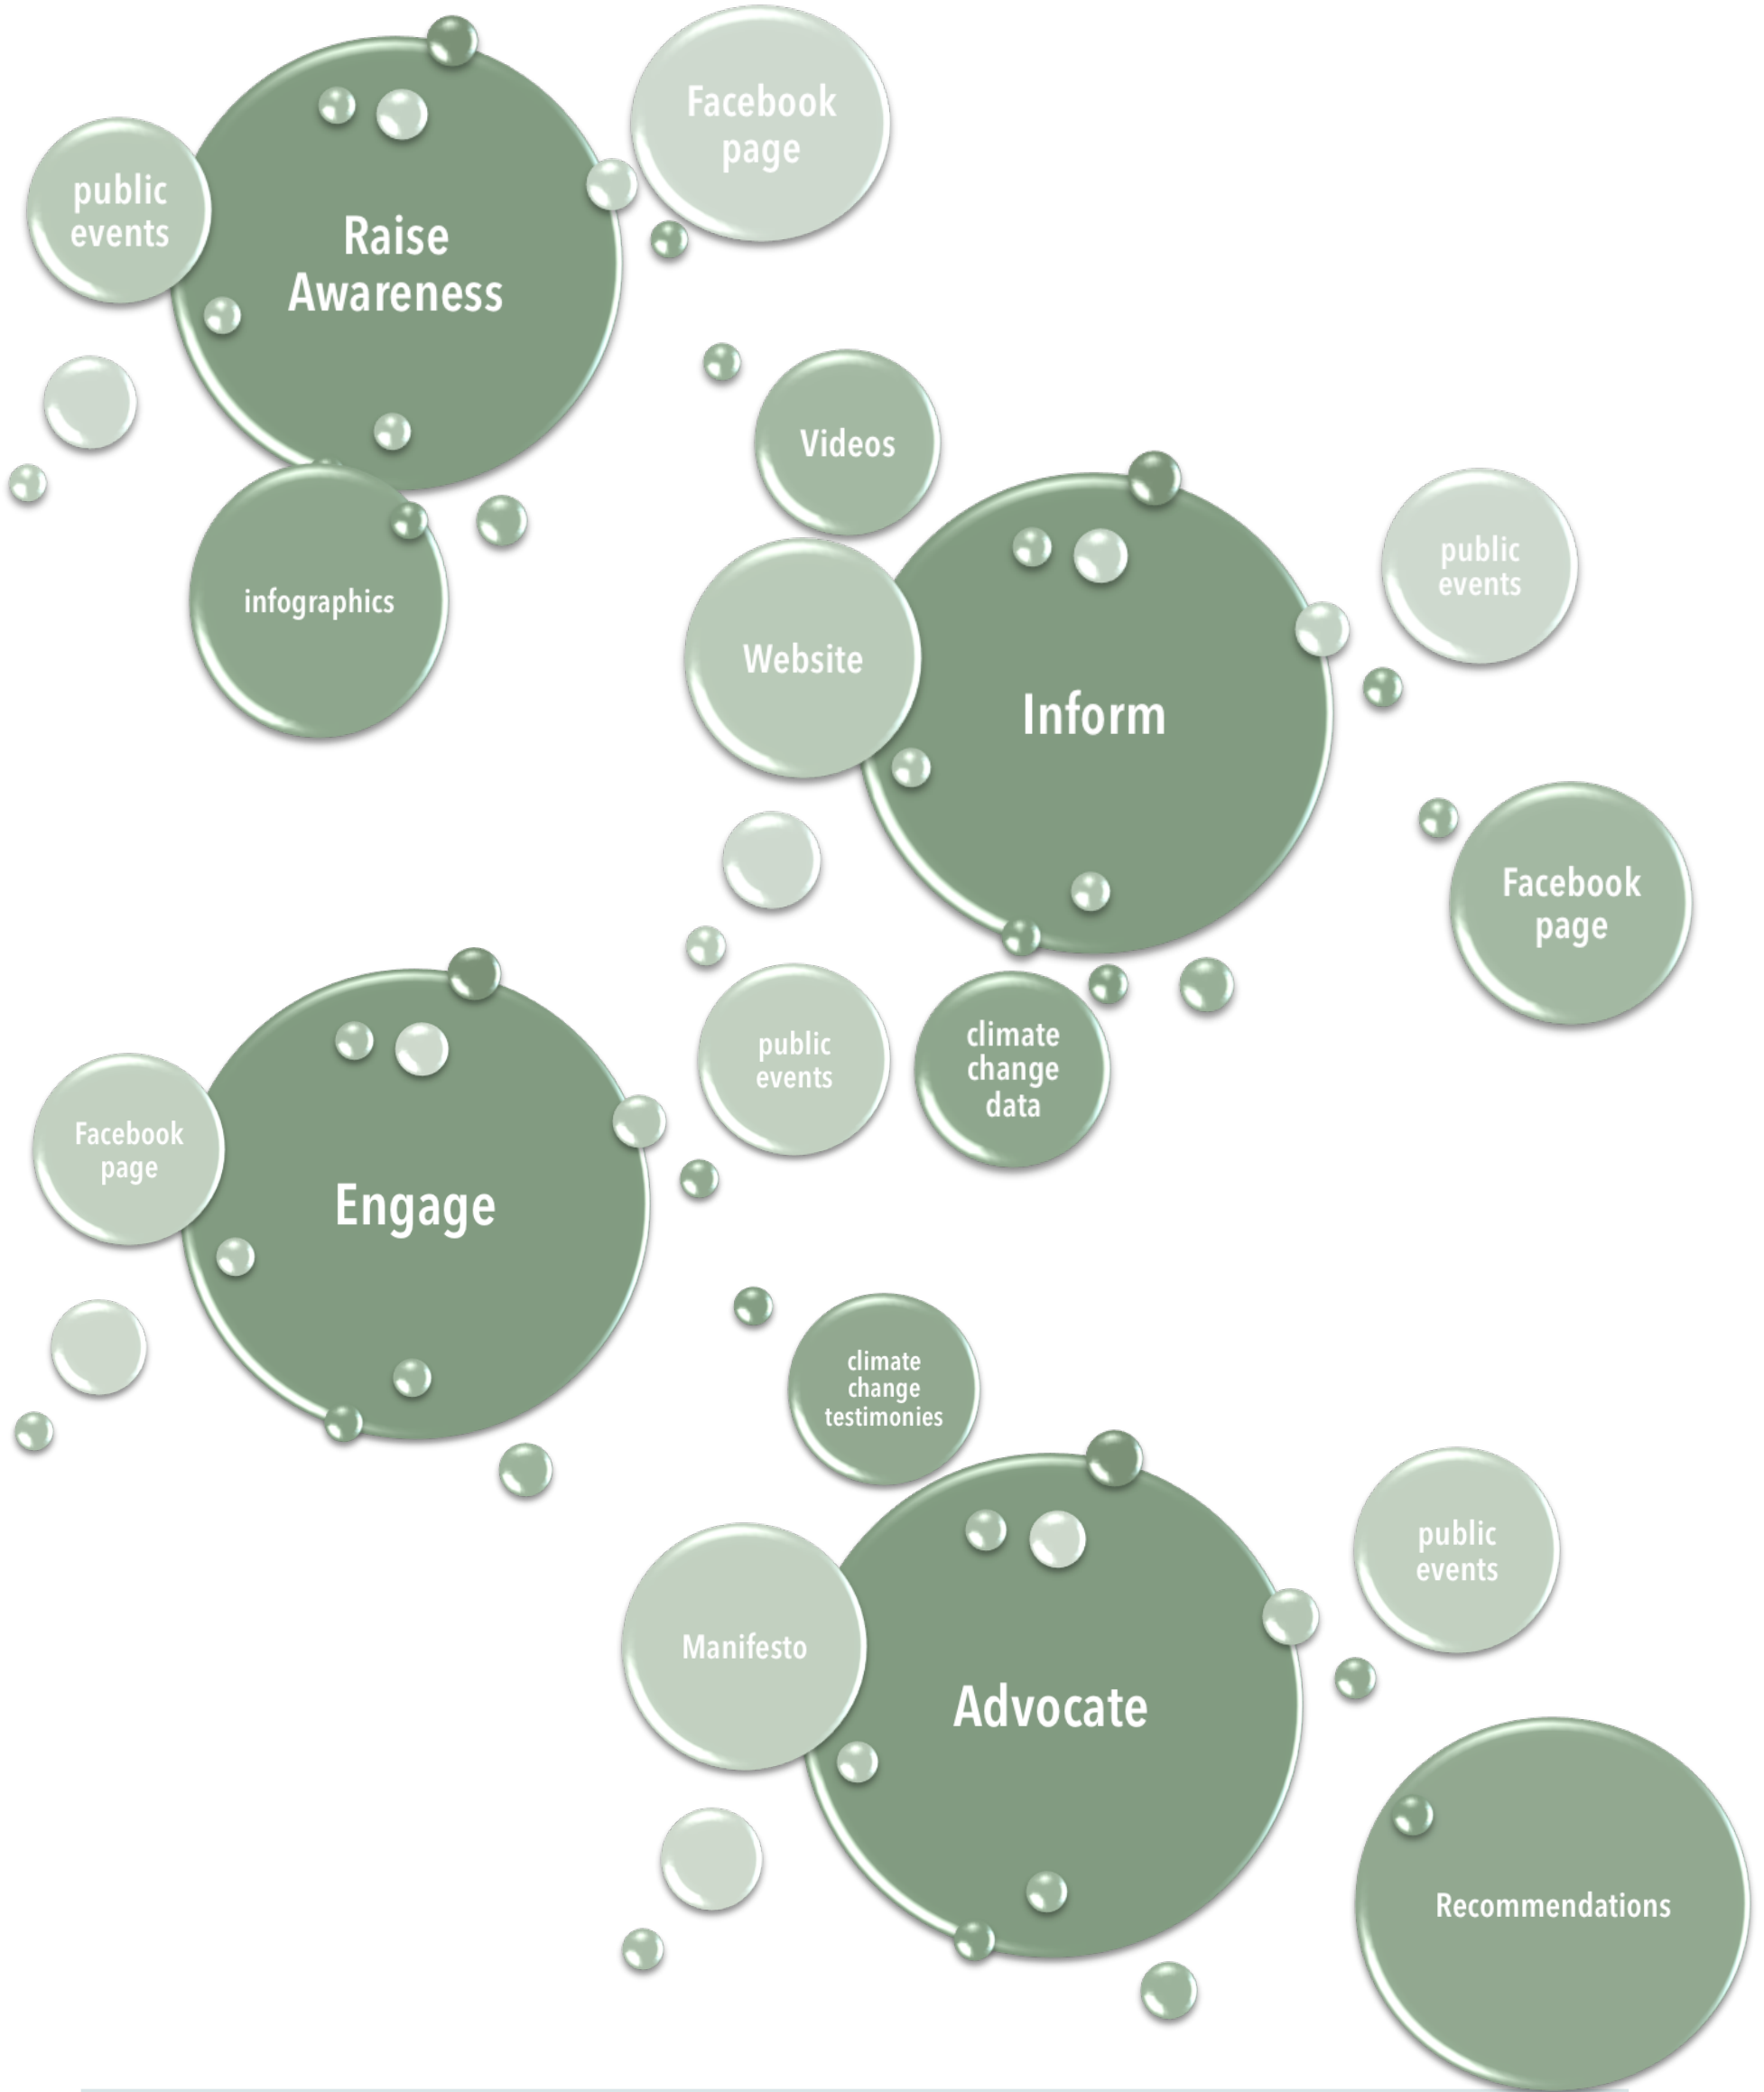 Facebook
page
public
events
Raise
Awareness
Videos
infographics
public
events
Website
Inform
Facebook
page
public
events
climate
change
data
Facebook
page
Engage
climate
change
testimonies
public
events
Manifesto
Advocate
Recommendations